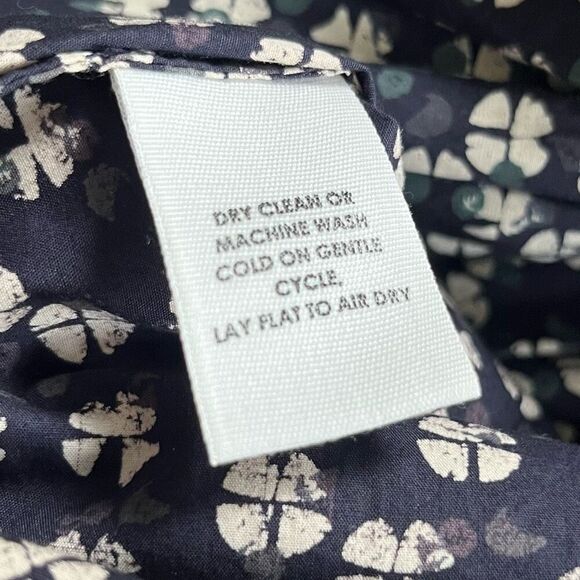 DRY CLEAN OR
MACHINE WASH
COLD ON GENTLE
CYCLE.
LAY FLAT TO AIR DRY